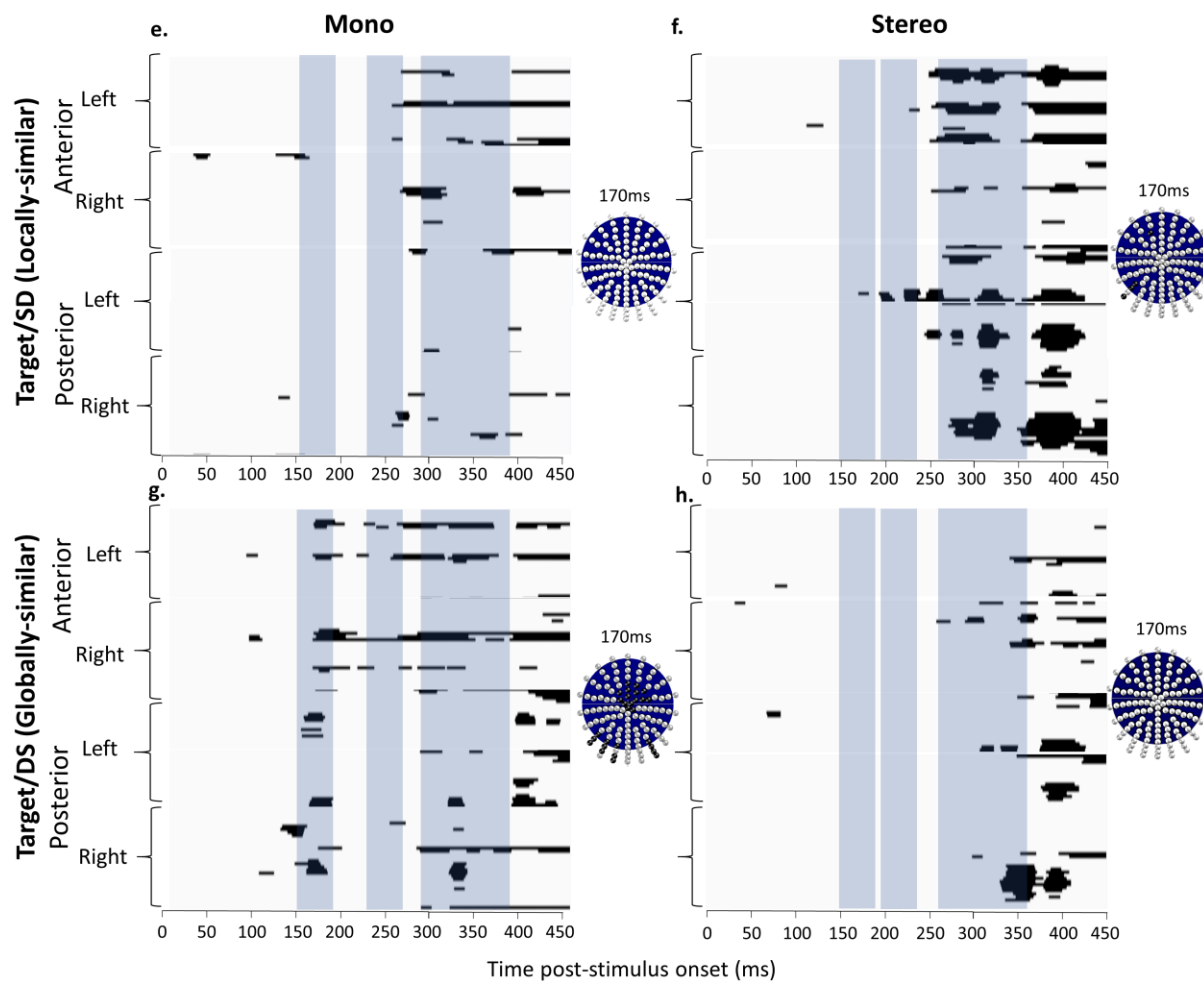 e. Mono
f. Stereo
Target/SD (Locally-similar)
Anterior
Left
Right
Posterior
Left
Right
170ms
170ms
0 50 100 150 200 250 300 350 400 450
0 50 100 150 200 250 300 350 400 450
g.
h.
Target/DS (Globally-similar)
Anterior
Left
Right
Posterior
Left
Right
170ms
170ms
0 50 100 150 200 250 300 350 400 450
0 50 100 150 200 250 300 350 400 450
Time post-stimulus onset (ms)